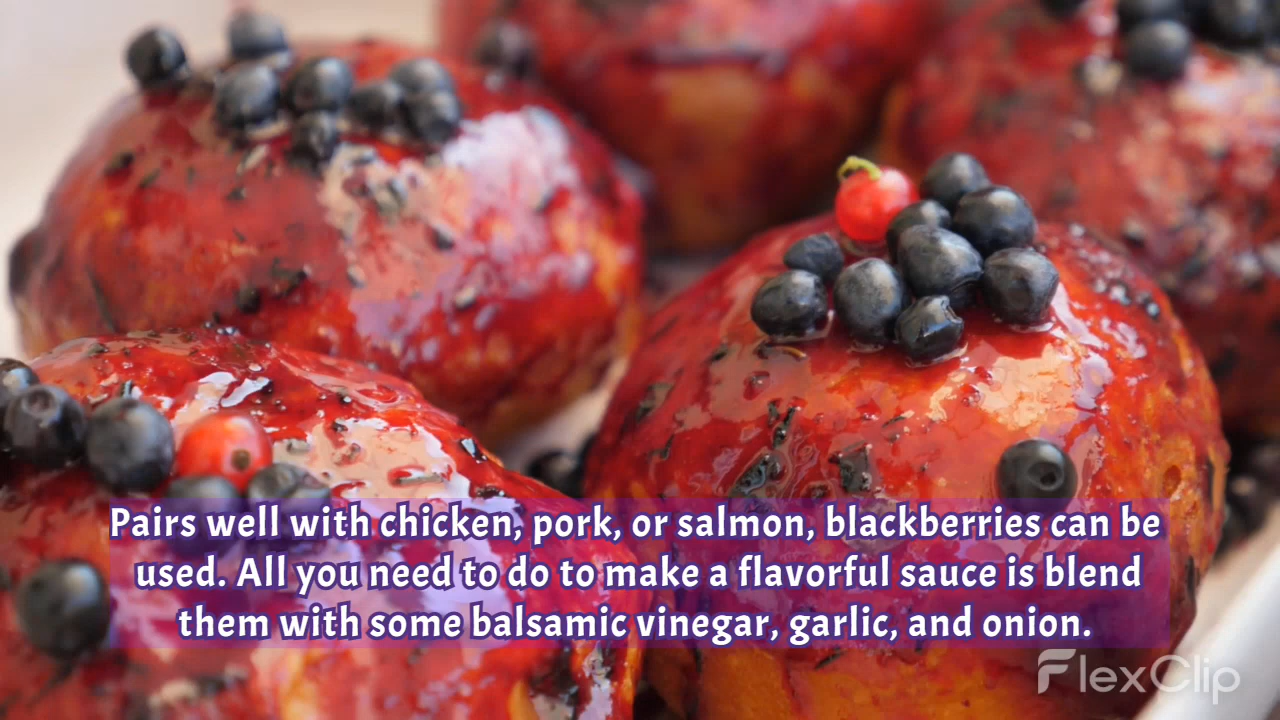 Pairs well with chicken, pork, or salmon, blackberries can be
used. All you need to do to make a flavorful sauce is blend
them with some balsamic vinegar, garlic, and onion.
FlexClip